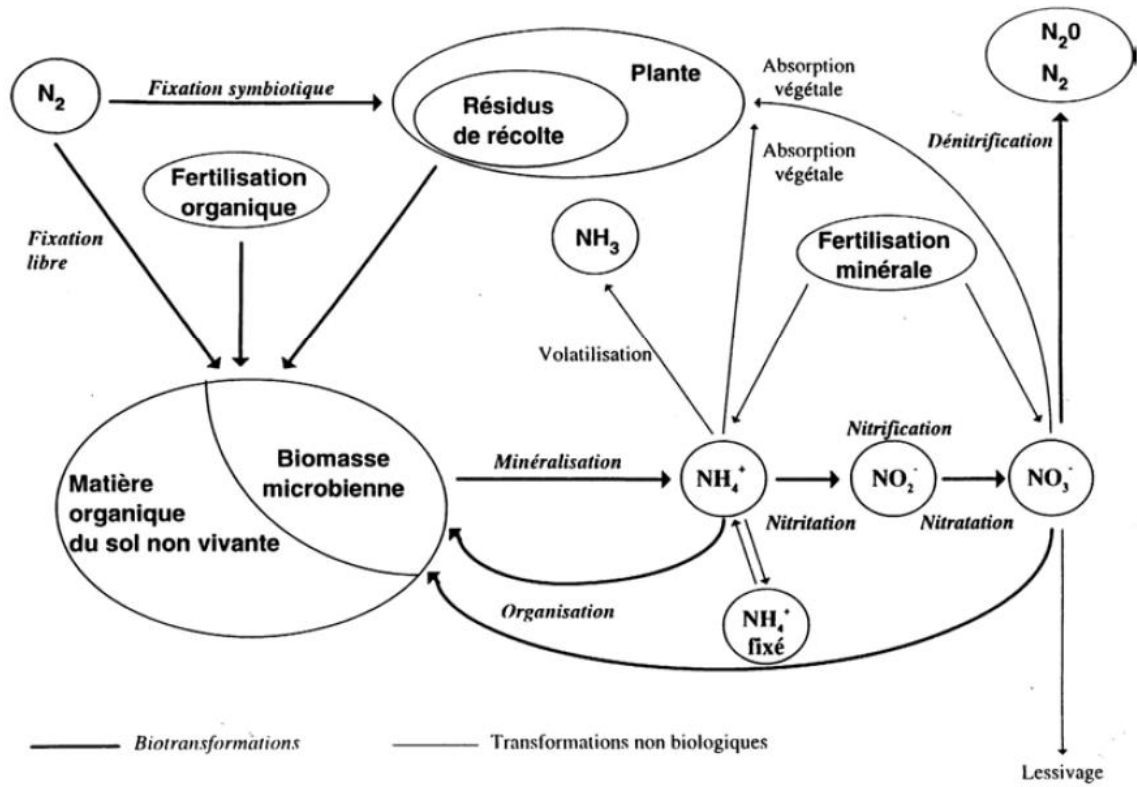 N₂
Fixation symbiotique
Plante
Résidus
de récolte
Absorption
végétale
N₂0
N₂
Dénitrification
Absorption
végétale
Fertilisation
organique
Fixation
libre
NH₃
Fertilisation
minérale
Volatilisation
Matière
organique
du sol non vivante
Biomasse
microbienne
Minéralisation
NH₄⁺
Nitrification
NO₂⁻
NO₃⁻
Nitritation
Nitratation
Organisation
NH₄⁺
fixé
Biotransformations
Transformations non biologiques
Lessivage